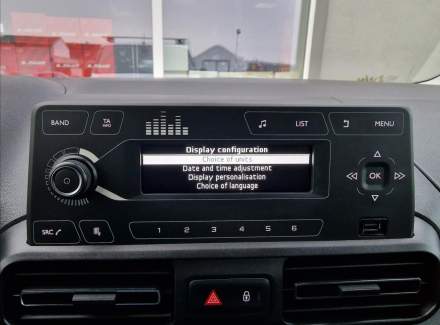 BAND
TA
INFO
LIST
MENU
Display configuration
Choice of units
Date and time adjustment
Display personalisation
Choice of language
OK
SRC
1 2 3 4 5 6